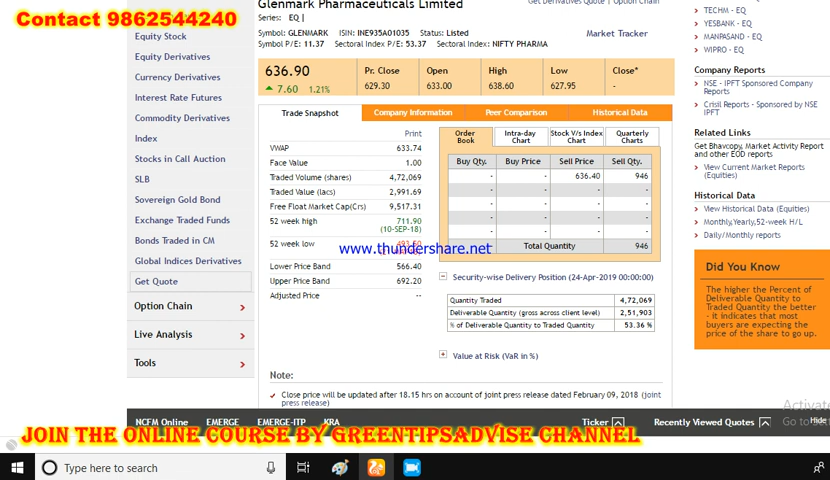 Contact 9862544240
Glenmark Pharmaceuticals Limited
Series: EQ |
Symbol: GLENMARK ISIN: INE935A01035 Status: Listed
Symbol P/E: 11.37 Sectoral P/E: 53.37 Sectoral Index: NIFTY PHARMA
Get Derivatives Quote | Option Chain
Market Tracker
636.90
7.60 1.21%
Pr. Close
629.30
Open
633.00
High
638.60
Low
627.95
Close*
-
Equity Stock
Equity Derivatives
Currency Derivatives
Interest Rate Futures
Commodity Derivatives
Index
Stocks in Call Auction
SLB
Sovereign Gold Bond
Exchange Traded Funds
Bonds Traded in CM
Global Indices Derivatives
Get Quote
Option Chain
Live Analysis
Tools
Trade Snapshot
Company Information
Peer Comparison
Historical Data
Print
VWAP 633.74
Face Value 1.00
Traded Volume (shares) 4,72,069
Traded Value (lacs) 2,991.69
Free Float Market Cap(Crs) 9,517.31
52 week high 711.90
(10-SEP-18)
52 week low
Lower Price Band 566.40
Upper Price Band 692.20
Adjusted Price --
Order Book
Intra-day Chart
Stock V/s Index Chart
Quarterly Charts
Buy Qty. Buy Price Sell Price Sell Qty.
- - 636.40 946
- - - -
- - - -
- - - -
- - - -
- Total Quantity 946
www.thundershare.net
Security-wise Delivery Position (24-Apr-2019 00:00:00)
Quantity Traded 4,72,069
Deliverable Quantity (gross across client level) 2,51,903
% of Deliverable Quantity to Traded Quantity 53.36 %
Value at Risk (VaR in %)
Note:
Close price will be updated after 18.15 hrs on account of joint press release dated February 09, 2018 (joint
press release)
TECHM - EQ
YESBANK - EQ
MANPASAND - EQ
WIPRO - EQ
Company Reports
NSE - IPFT Sponsored Company
Reports
Crisil Reports - Sponsored by NSE
IPFT
Related Links
Get Bhavcopy, Market Activity Report
and other EOD reports
View Current Market Reports
(Equities)
Historical Data
View Historical Data (Equities)
Monthly,Yearly,52-week H/L
Daily/Monthly reports
Did You Know
The higher the Percent of
Deliverable Quantity to
Traded Quantity the better
- it indicates that most
buyers are expecting the
price of the share to go up.
NCFM Online EMERGE EMERGE-ITP KRA
Ticker
Recently Viewed Quotes
Hide
JOIN THE ONLINE COURSE BY GREENTIPSADVISE CHANNEL
Type here to search